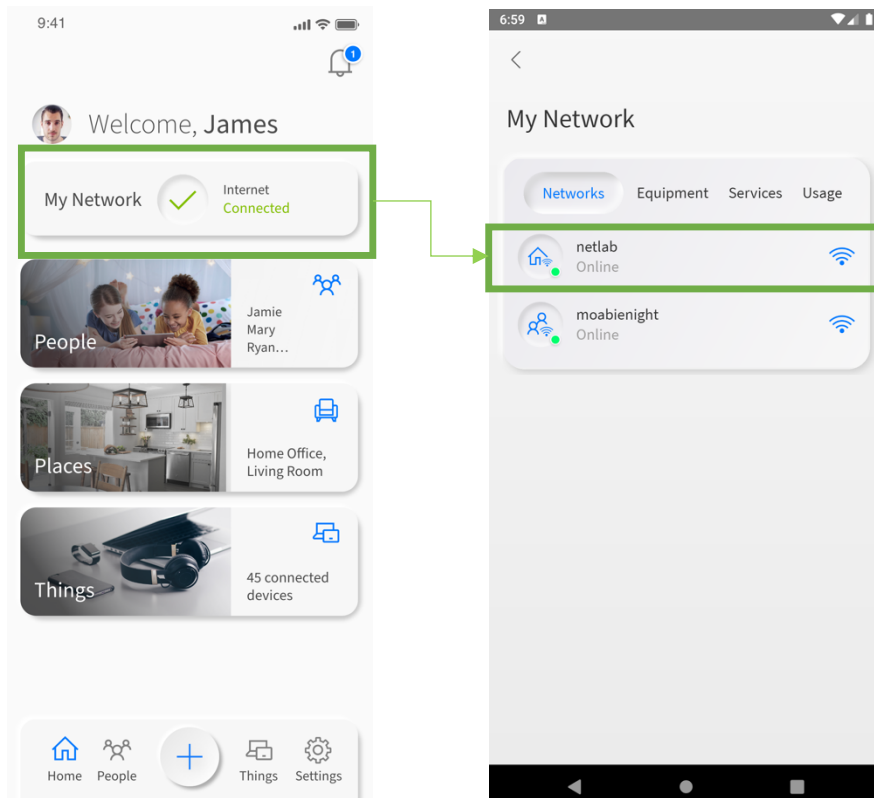 9:41
1
Welcome, James
My Network
Internet
Connected
People
Jamie
Mary
Ryan...
Places
Home Office,
Living Room
Things
45 connected
devices
Home People Things Settings
6:59 A
My Network
Networks Equipment Services Usage
netlab
Online
moabienight
Online